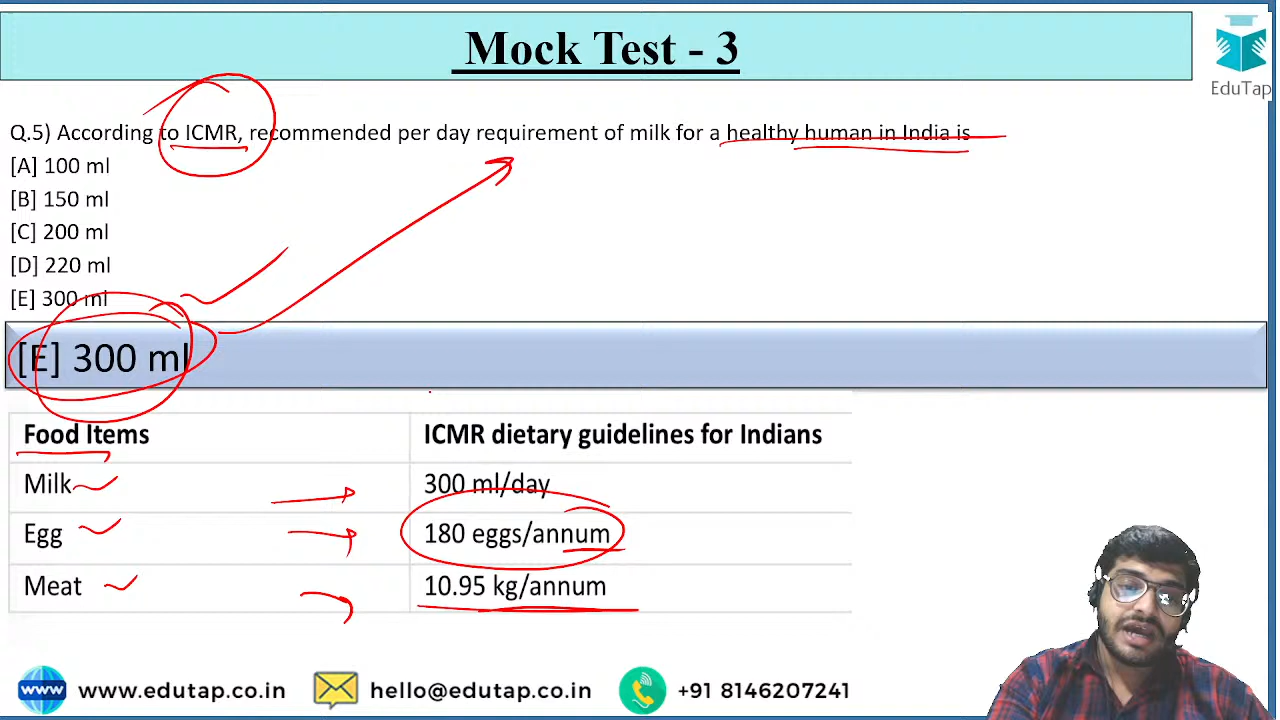 Mock Test - 3
EduTap
Q.5) According to ICMR, recommended per day requirement of milk for a healthy human in India is
[A] 100 ml
[B] 150 ml
[C] 200 ml
[D] 220 ml
[E] 300 ml
[E] 300 ml
Food Items ICMR dietary guidelines for Indians
Milk 300 ml/day
Egg 180 eggs/annum
Meat 10.95 kg/annum
www www.edutap.co.in hello@edutap.co.in +91 8146207241